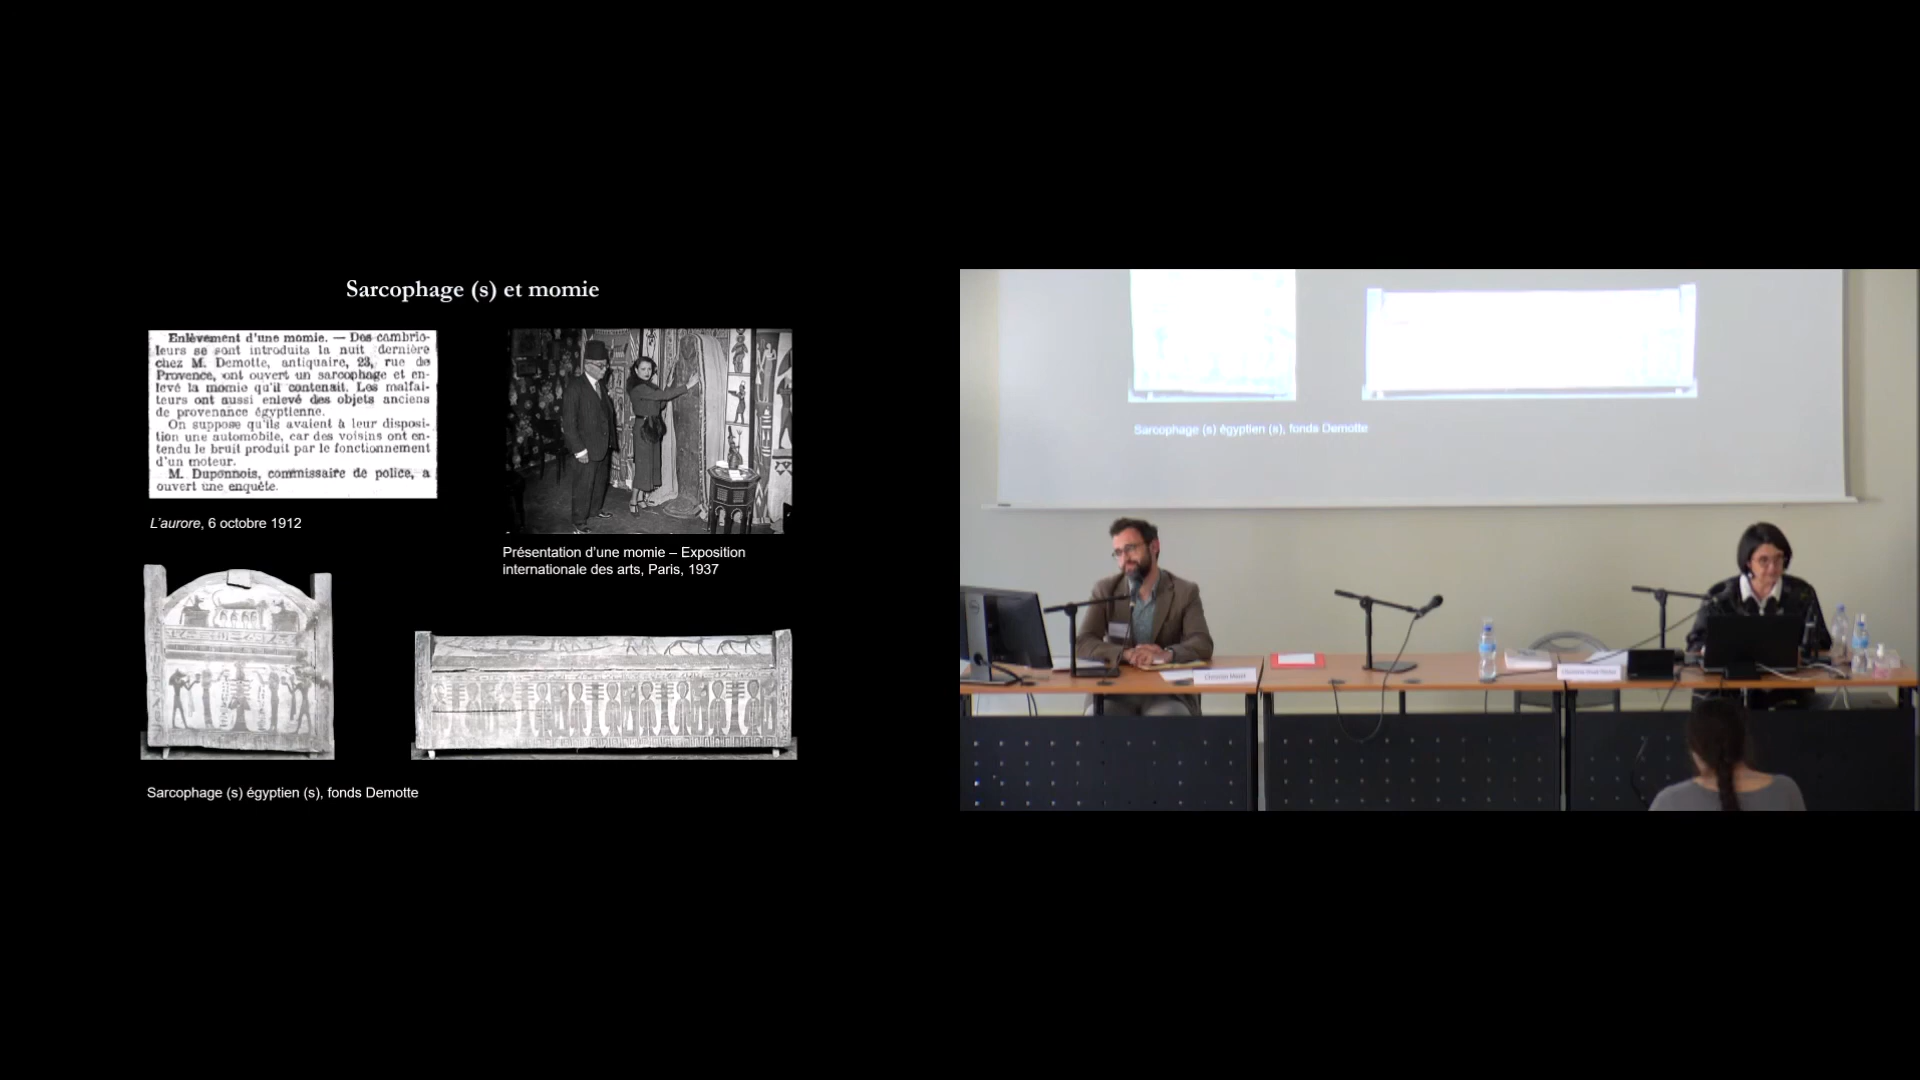 Sarcophage (s) et momie
Enlèvement d'une momie. — Des cambrio-
leurs se sont introduits la nuit dernière
chez M. Demotte, antiquaire, 23, rue de
Provence, ont ouvert un sarcophage et en-
levé la momie qu'il contenait. Les malfai-
teurs ont aussi enlevé des objets anciens
de provenance égyptienne.
On suppose qu'ils avaient à leur disposi-
tion une automobile, car des voisins ont en-
tendu le bruit produit par le fonctionnement
d'un moteur.
M. Duponnois, commissaire de police, a
ouvert une enquête.
L'aurore, 6 octobre 1912
Présentation d'une momie – Exposition
internationale des arts, Paris, 1937
Sarcophage (s) égyptien (s), fonds Demotte
Sarcophage (s) égyptien (s), fonds Demotte